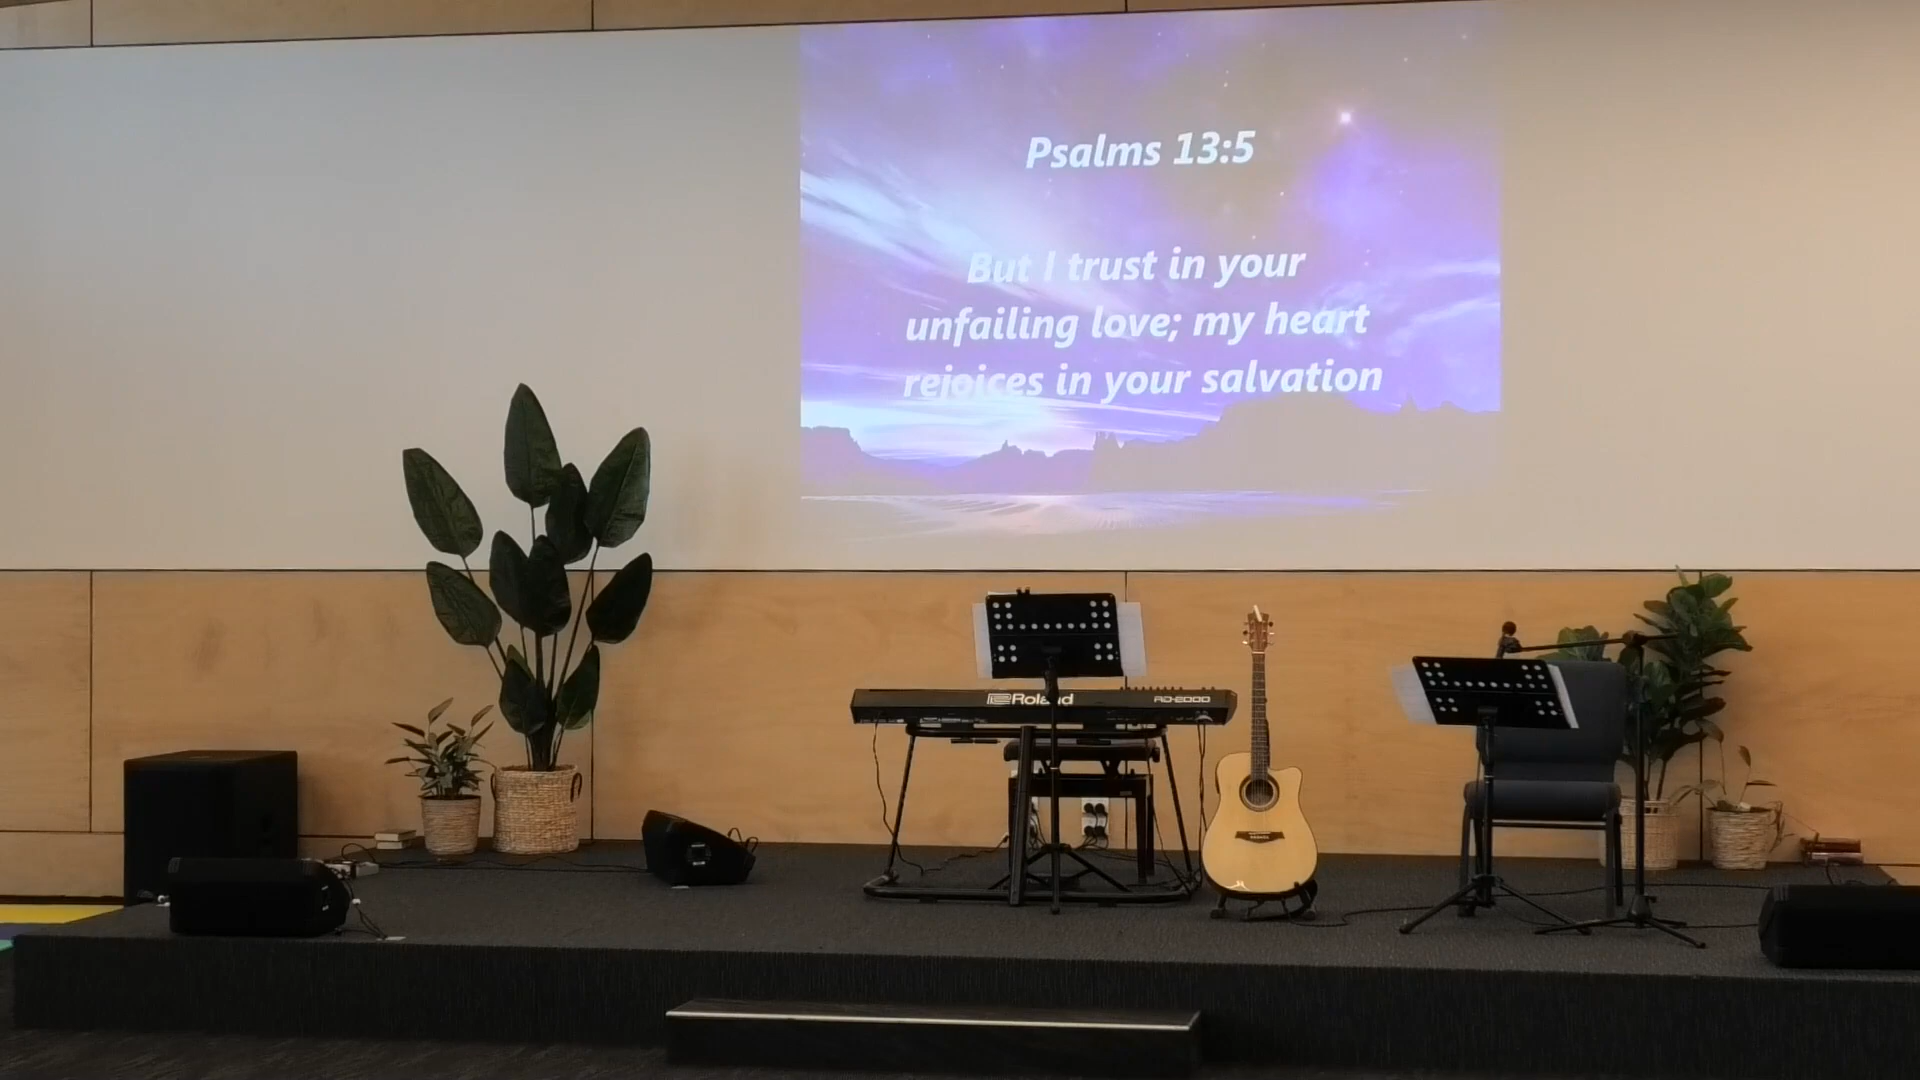 Psalms 13:5
But I trust in your
unfailing love; my heart
rejoices in your salvation
Roland
RD-2000